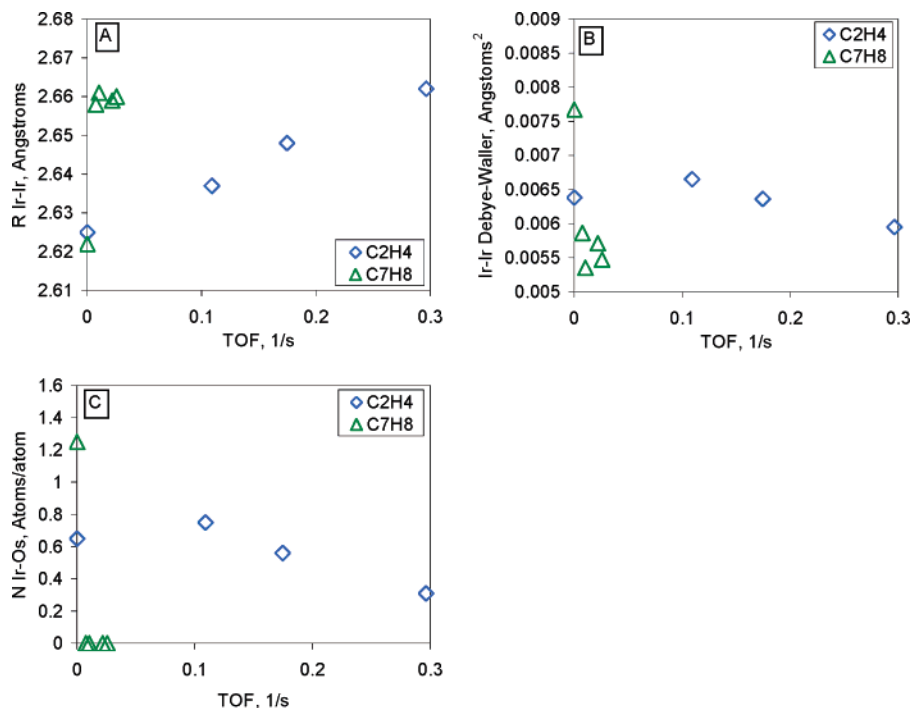 A
R Ir-Ir, Angstroms
2.68
2.67
2.66
2.65
2.64
2.63
2.62
2.61
0
0.1
0.2
0.3
TOF, 1/s
C2H4
C7H8
B
Ir-Ir Debye-Waller, Angstoms²
0.009
0.0085
0.008
0.0075
0.007
0.0065
0.006
0.0055
0.005
0
0.1
0.2
0.3
TOF, 1/s
C2H4
C7H8
C
N Ir-Os, Atoms/atom
1.6
1.4
1.2
1
0.8
0.6
0.4
0.2
0
0
0.1
0.2
0.3
TOF, 1/s
C2H4
C7H8